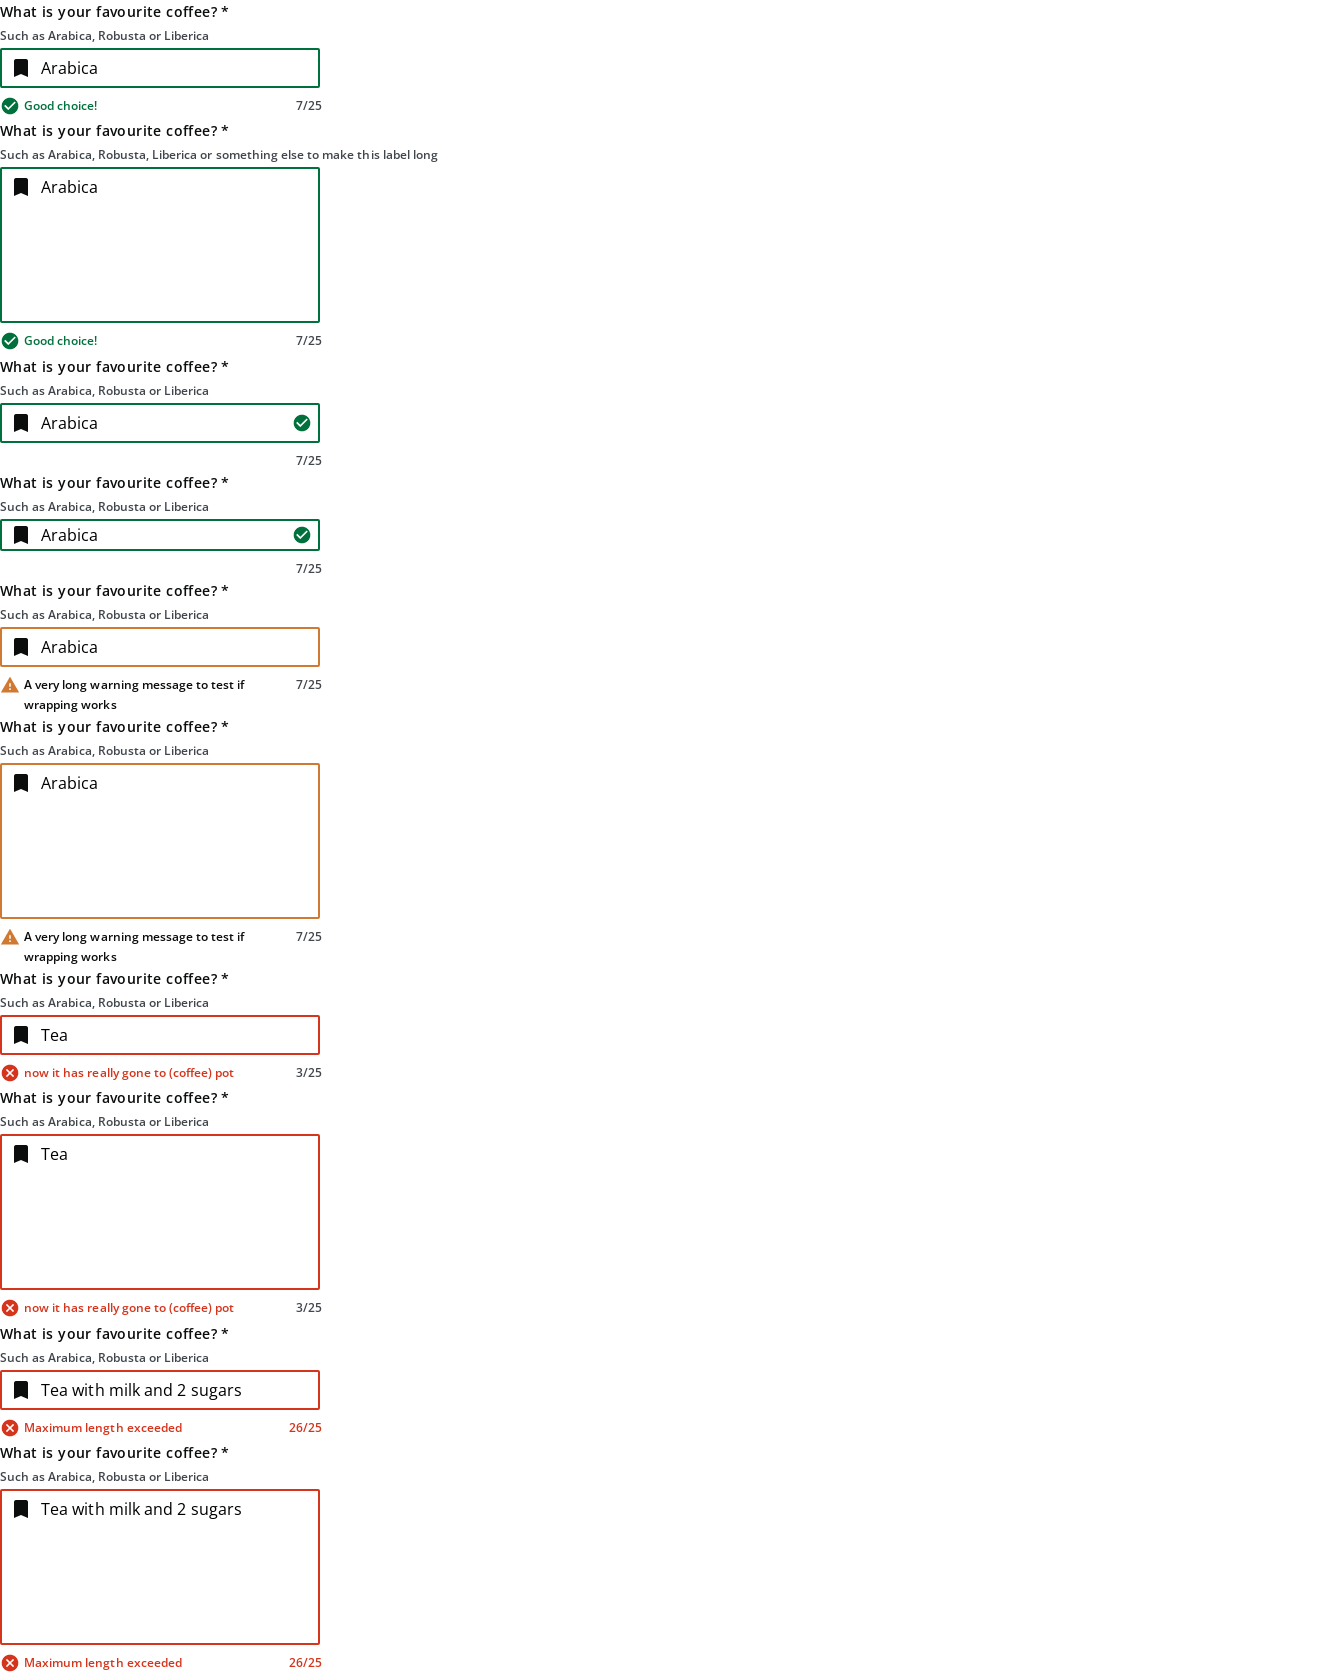 What is your favourite coffee? *
Such as Arabica, Robusta or Liberica
Arabica
Good choice! 7/25
What is your favourite coffee? *
Such as Arabica, Robusta, Liberica or something else to make this label long
Arabica
Good choice! 7/25
What is your favourite coffee? *
Such as Arabica, Robusta or Liberica
Arabica
7/25
What is your favourite coffee? *
Such as Arabica, Robusta or Liberica
Arabica
7/25
What is your favourite coffee? *
Such as Arabica, Robusta or Liberica
Arabica
A very long warning message to test if 7/25
wrapping works
What is your favourite coffee? *
Such as Arabica, Robusta or Liberica
Arabica
A very long warning message to test if 7/25
wrapping works
What is your favourite coffee? *
Such as Arabica, Robusta or Liberica
Tea
now it has really gone to (coffee) pot 3/25
What is your favourite coffee? *
Such as Arabica, Robusta or Liberica
Tea
now it has really gone to (coffee) pot 3/25
What is your favourite coffee? *
Such as Arabica, Robusta or Liberica
Tea with milk and 2 sugars
Maximum length exceeded 26/25
What is your favourite coffee? *
Such as Arabica, Robusta or Liberica
Tea with milk and 2 sugars
Maximum length exceeded 26/25